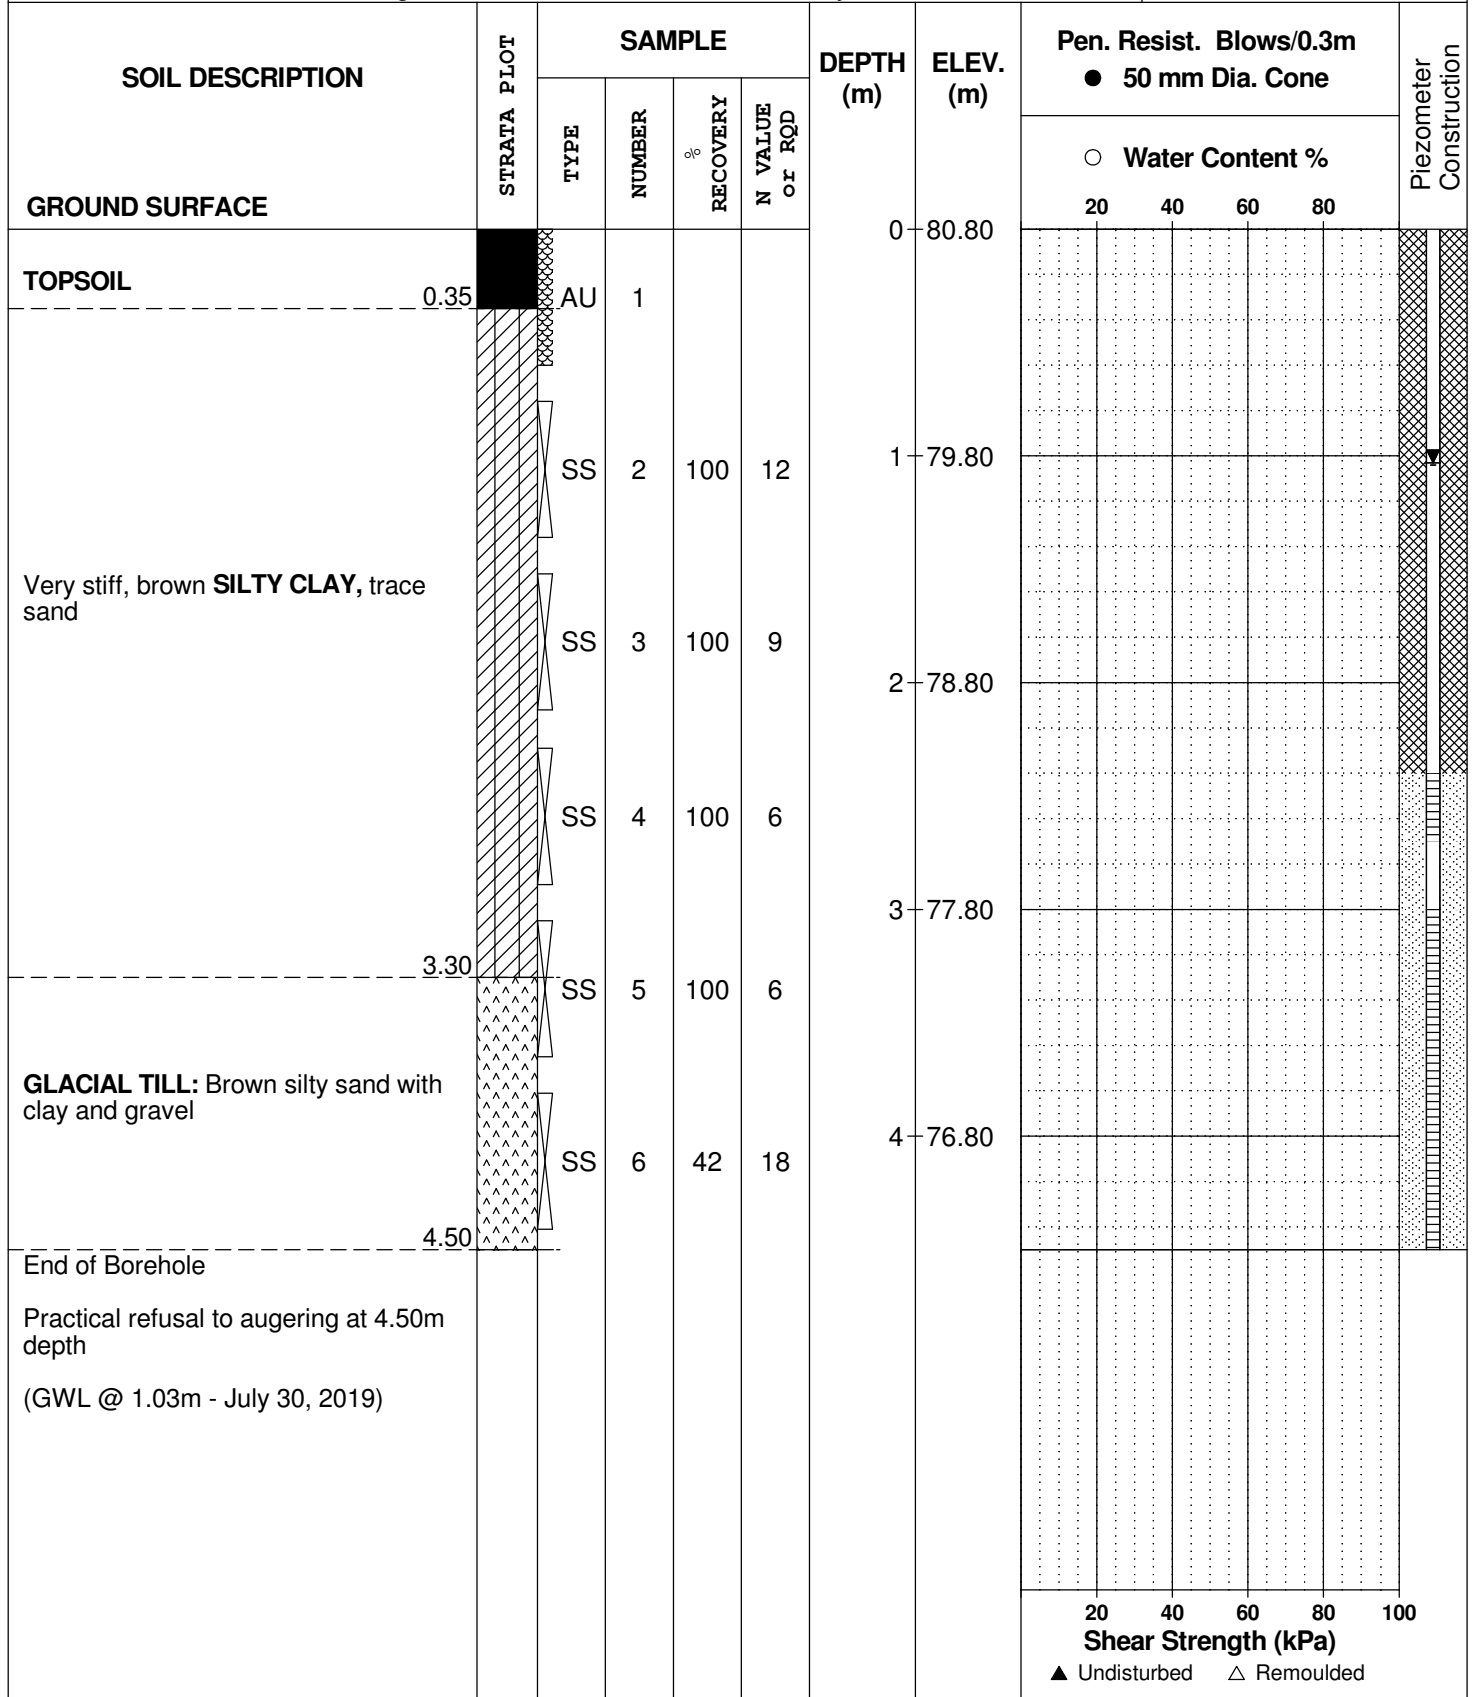 SOIL DESCRIPTION
GROUND SURFACE
STRATA PLOT
SAMPLE
TYPE
NUMBER
%
RECOVERY
N VALUE
or RQD
DEPTH
(m)
ELEV.
(m)
Pen. Resist. Blows/0.3m
● 50 mm Dia. Cone
○ Water Content %
20 40 60 80
Piezometer
Construction
0 80.80
TOPSOIL
0.35
AU 1
1 79.80
SS 2 100 12
Very stiff, brown SILTY CLAY, trace
sand
SS 3 100 9
2 78.80
SS 4 100 6
3 77.80
3.30
SS 5 100 6
GLACIAL TILL: Brown silty sand with
clay and gravel
4 76.80
SS 6 42 18
4.50
End of Borehole
Practical refusal to augering at 4.50m
depth
(GWL @ 1.03m - July 30, 2019)
20 40 60 80 100
Shear Strength (kPa)
▲ Undisturbed △ Remoulded